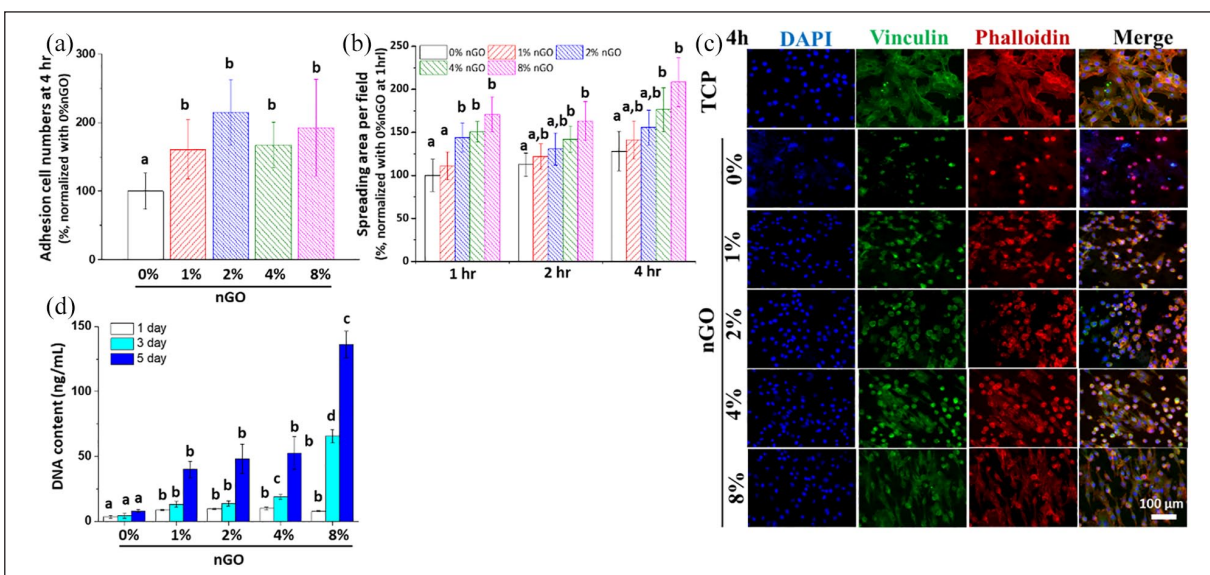 (a)
Adhesion cell numbers at 4 hr
(%, normalized with 0%nGO)
300
200
100
0
a
b
b
b
b
0% 1% 2% 4% 8%
nGO
(b)
Spreading area per field
(%, normalized with 0%nGO at 1hr)
250
200
150
100
50
0
0% nGO 1% nGO 2% nGO
4% nGO 8% nGO
a a b b b
a a,b a,b b b
a a,b a,b b b
1 hr 2 hr 4 hr
(c)
4h DAPI Vinculin Phalloidin Merge
TCP
nGO
0%
1%
2%
4%
8%
100 μm
(d)
DNA content (ng/mL)
150
100
50
0
1 day
3 day
5 day
a a a
b b b
b b b
b c b
b d c
0% 1% 2% 4% 8%
nGO